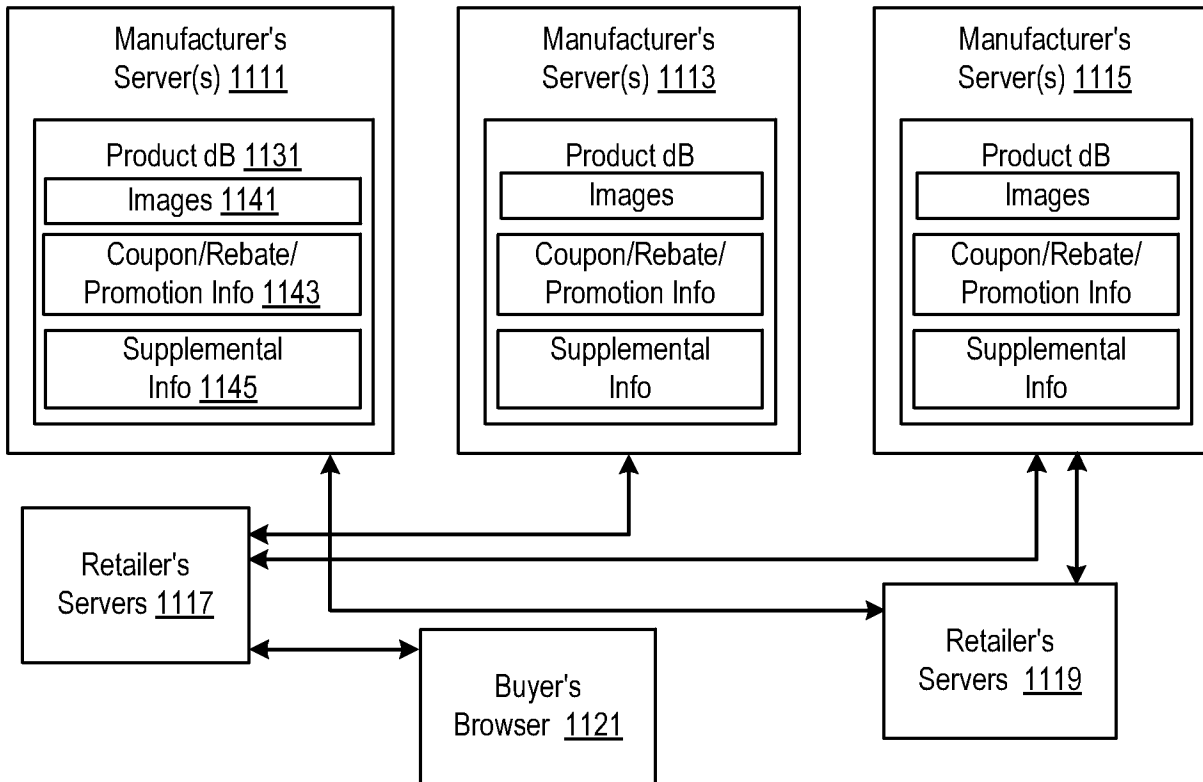 Manufacturer's
Server(s) 1111
Product dB 1131
Images 1141
Coupon/Rebate/
Promotion Info 1143
Supplemental
Info 1145
Manufacturer's
Server(s) 1113
Product dB
Images
Coupon/Rebate/
Promotion Info
Supplemental
Info
Manufacturer's
Server(s) 1115
Product dB
Images
Coupon/Rebate/
Promotion Info
Supplemental
Info
Retailer's
Servers 1117
Buyer's
Browser 1121
Retailer's
Servers 1119